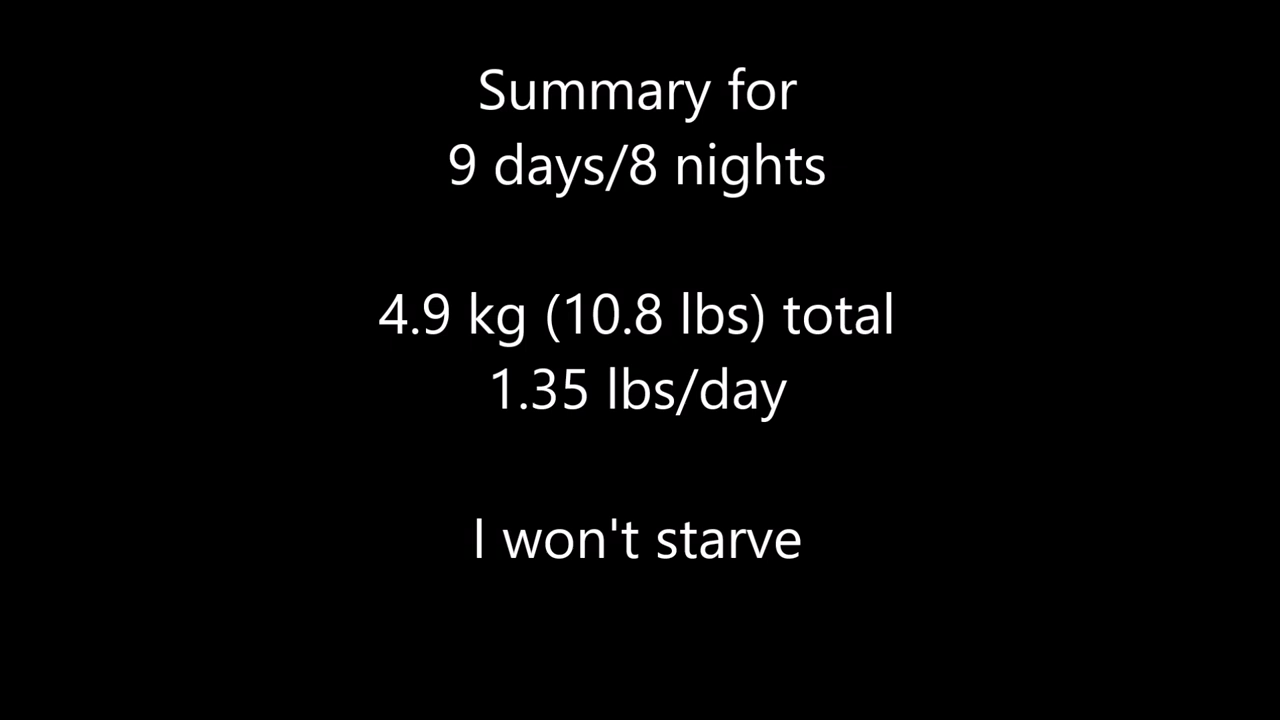 Summary for
9 days/8 nights
4.9 kg (10.8 lbs) total
1.35 lbs/day
I won't starve